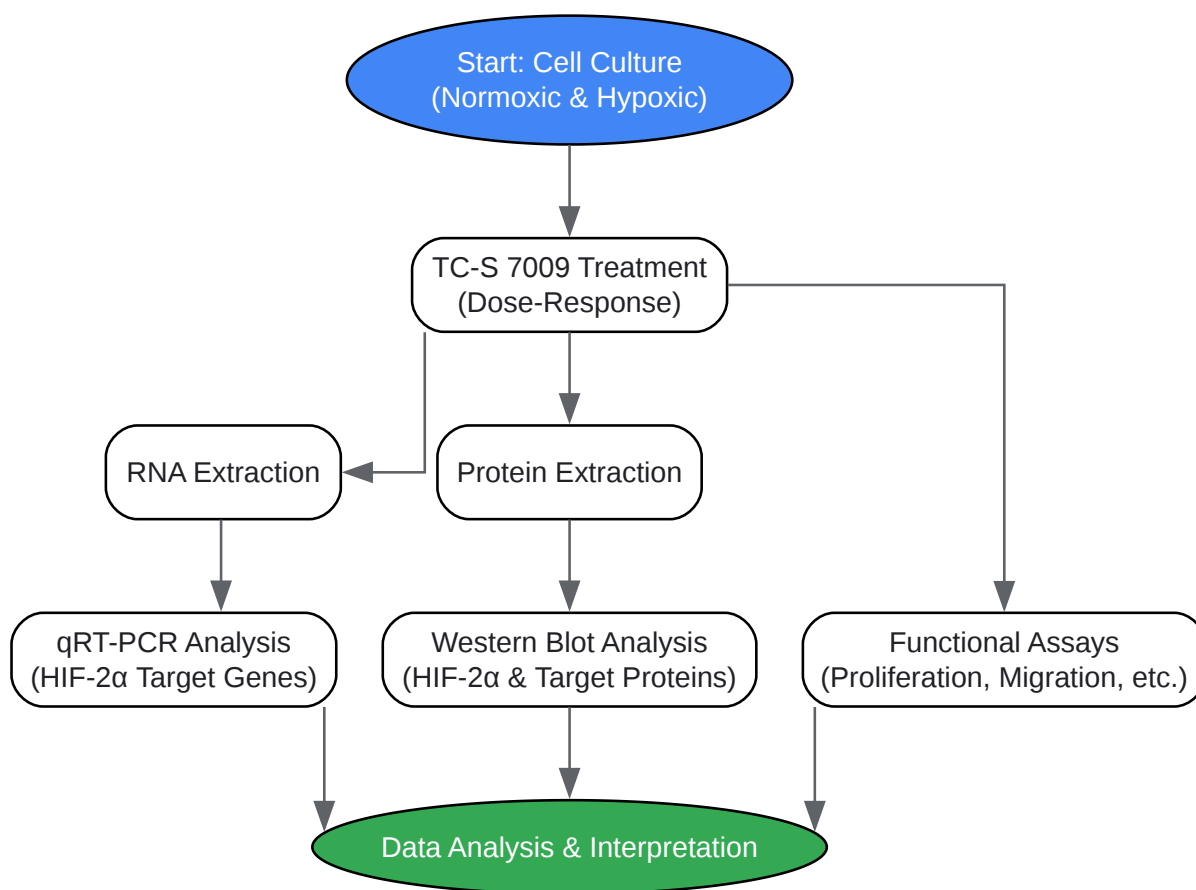 Start: Cell Culture
(Normoxic & Hypoxic)
TC-S 7009 Treatment
(Dose-Response)
RNA Extraction
Protein Extraction
qRT-PCR Analysis
(HIF-2α Target Genes)
Western Blot Analysis
(HIF-2α & Target Proteins)
Functional Assays
(Proliferation, Migration, etc.)
Data Analysis & Interpretation